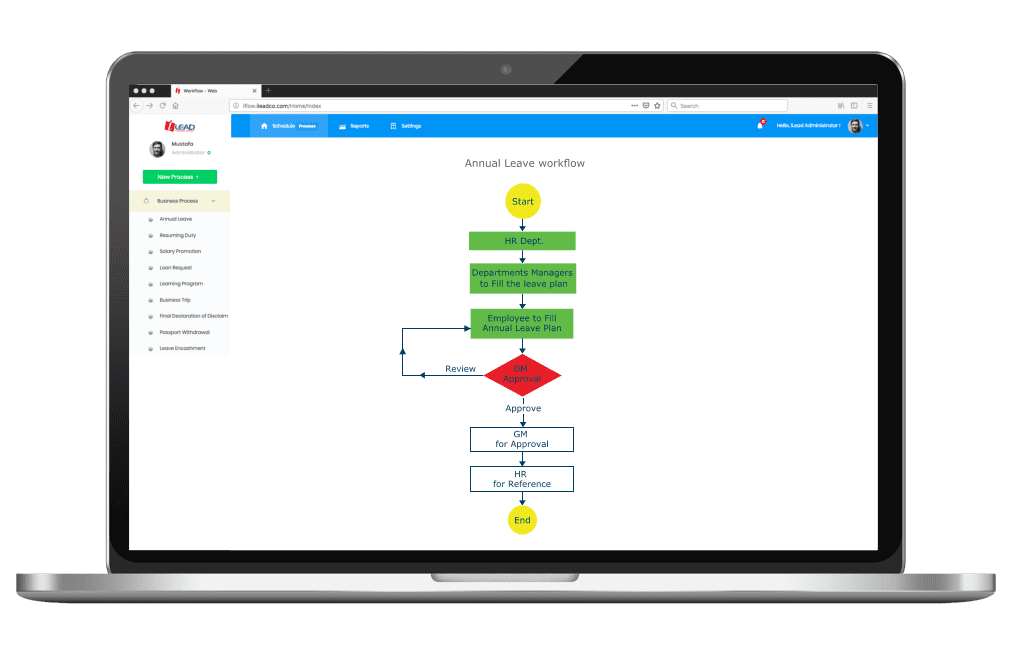 Workflow - Web
iflow.ileadco.com/Home/Index
Search
iLEAD
Mustafa
Administrator
New Process +
Business Process
Annual Leave
Resuming Duty
Salary Promotion
Loan Request
Learning Program
Business Trip
Final Declaration of Disclaim
Passport Withdrawal
Leave Encashment
Schedule Process
Reports
Settings
Hello, iLead Administrator !
Annual Leave workflow
Start
HR Dept.
Departments Managers
to Fill the leave plan
Employee to Fill
Annual Leave Plan
Review
DM
Approval
Approve
GM
for Approval
HR
for Reference
End